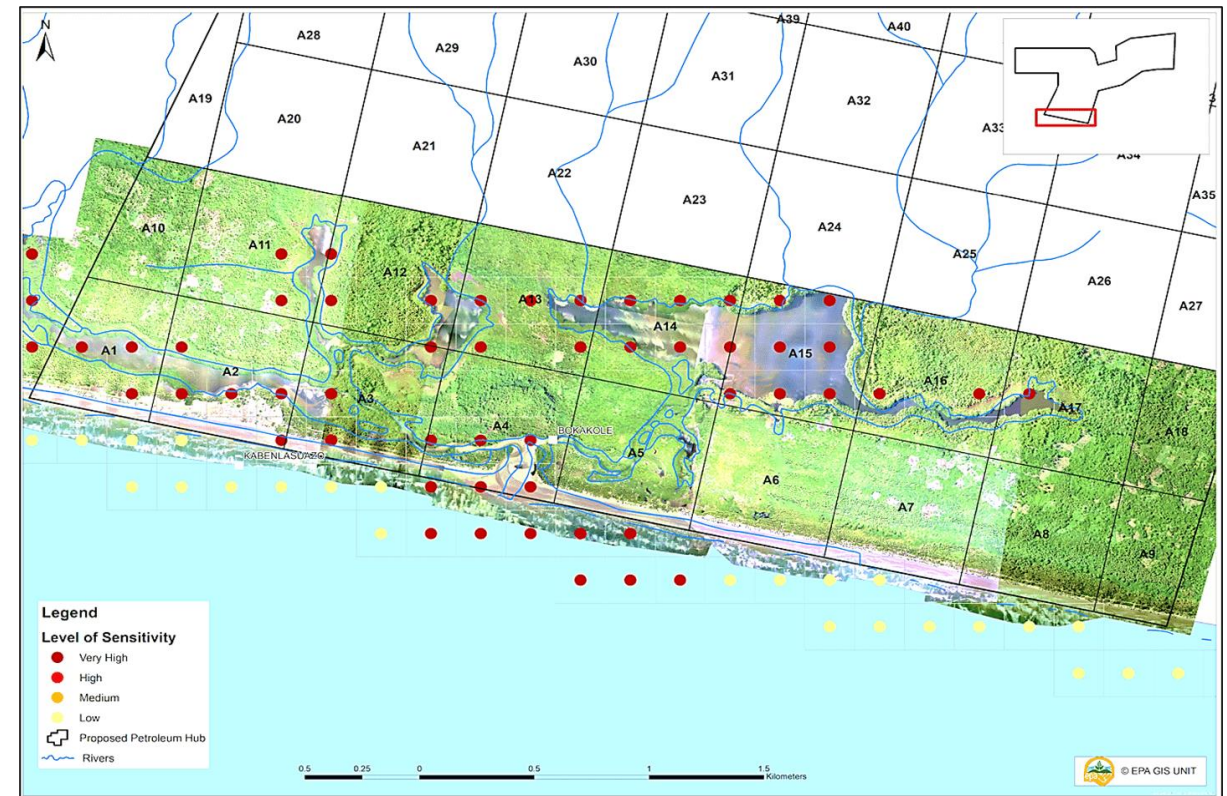 N
A39
A40
A28
A29
A30
A31
A32
A33
A34
A35
A19
A20
A21
A22
A23
A24
A25
A26
A27
A10
A11
A12
A13
A14
A15
A16
A17
A18
A1
A2
A3
A4
A5
A6
A7
A8
A9
BOKAKOLE
KABENLASUAZO
Legend
Level of Sensitivity
Very High
High
Medium
Low
Proposed Petroleum Hub
Rivers
0.5 0.25 0 0.5 1 1.5
Kilometers
© EPA GIS UNIT